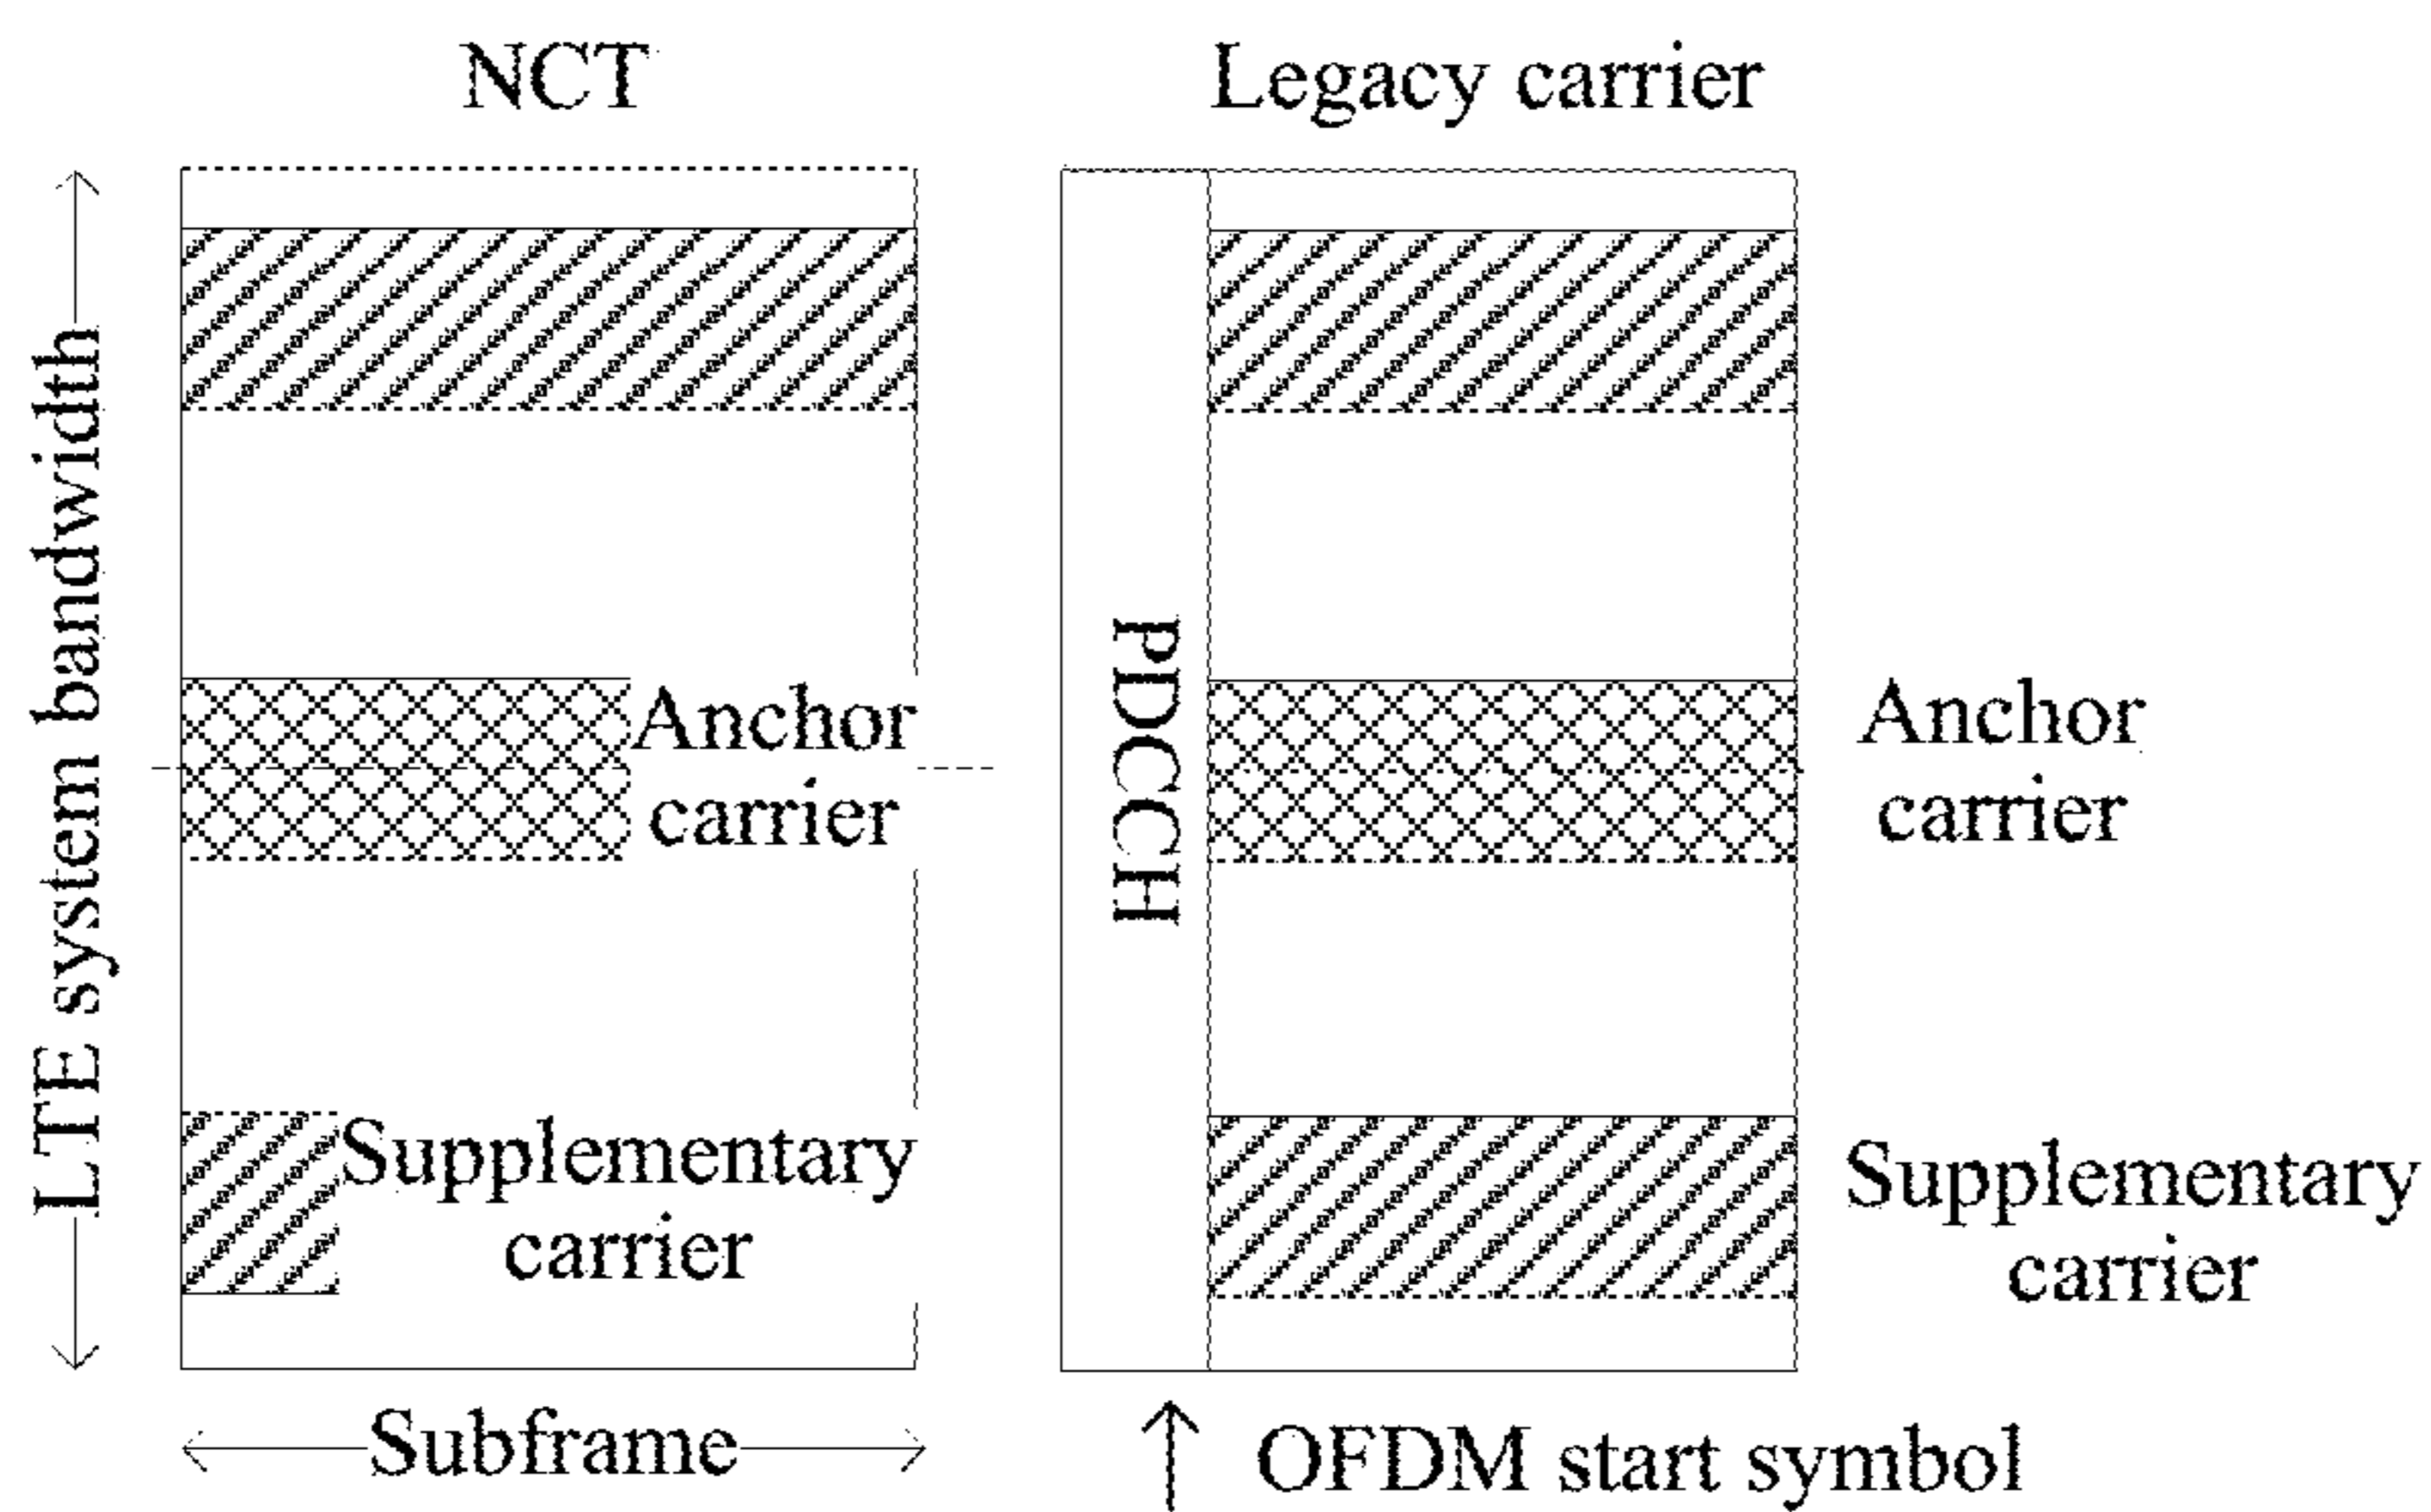 NCT
Legacy carrier
LTE system bandwidth
Anchor
carrier
Supplementary
carrier
PDCCH
Anchor
carrier
Supplementary
carrier
Subframe
OFDM start symbol